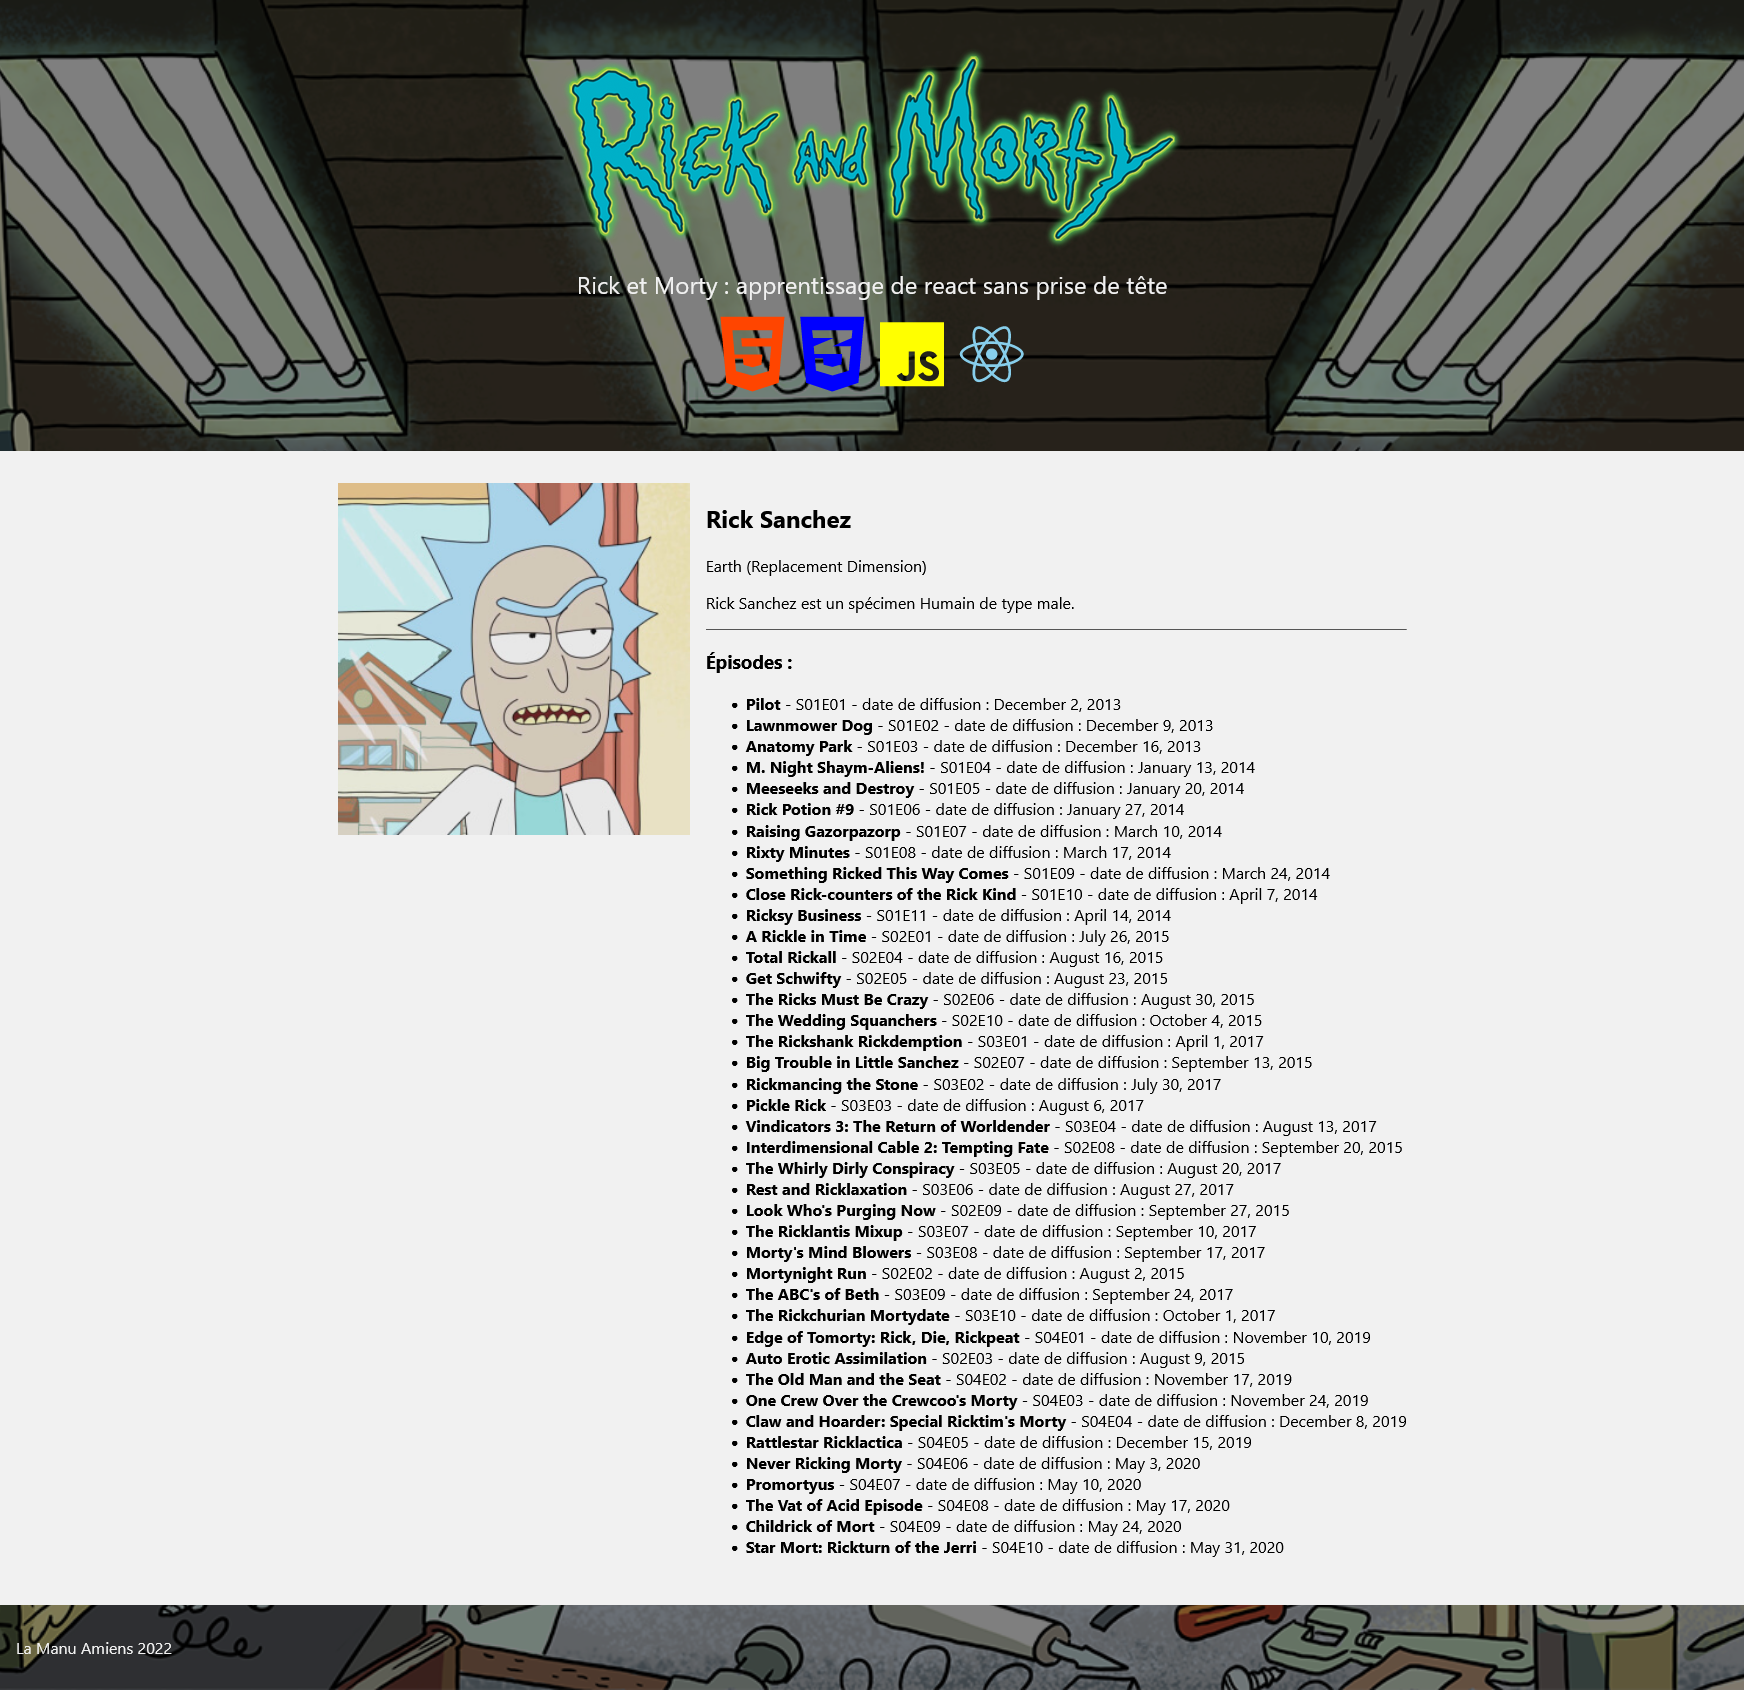 Rick and Morty
Rick et Morty : apprentissage de react sans prise de tête
JS
Rick Sanchez
Earth (Replacement Dimension)
Rick Sanchez est un spécimen Humain de type male.
Épisodes :
Pilot - S01E01 - date de diffusion : December 2, 2013
Lawnmower Dog - S01E02 - date de diffusion : December 9, 2013
Anatomy Park - S01E03 - date de diffusion : December 16, 2013
M. Night Shaym-Aliens! - S01E04 - date de diffusion : January 13, 2014
Meeseeks and Destroy - S01E05 - date de diffusion : January 20, 2014
Rick Potion #9 - S01E06 - date de diffusion : January 27, 2014
Raising Gazorpazorp - S01E07 - date de diffusion : March 10, 2014
Rixty Minutes - S01E08 - date de diffusion : March 17, 2014
Something Ricked This Way Comes - S01E09 - date de diffusion : March 24, 2014
Close Rick-counters of the Rick Kind - S01E10 - date de diffusion : April 7, 2014
Ricksy Business - S01E11 - date de diffusion : April 14, 2014
A Rickle in Time - S02E01 - date de diffusion : July 26, 2015
Total Rickall - S02E04 - date de diffusion : August 16, 2015
Get Schwifty - S02E05 - date de diffusion : August 23, 2015
The Ricks Must Be Crazy - S02E06 - date de diffusion : August 30, 2015
The Wedding Squanchers - S02E10 - date de diffusion : October 4, 2015
The Rickshank Rickdemption - S03E01 - date de diffusion : April 1, 2017
Big Trouble in Little Sanchez - S02E07 - date de diffusion : September 13, 2015
Rickmancing the Stone - S03E02 - date de diffusion : July 30, 2017
Pickle Rick - S03E03 - date de diffusion : August 6, 2017
Vindicators 3: The Return of Worldender - S03E04 - date de diffusion : August 13, 2017
Interdimensional Cable 2: Tempting Fate - S02E08 - date de diffusion : September 20, 2015
The Whirly Dirly Conspiracy - S03E05 - date de diffusion : August 20, 2017
Rest and Ricklaxation - S03E06 - date de diffusion : August 27, 2017
Look Who's Purging Now - S02E09 - date de diffusion : September 27, 2015
The Ricklantis Mixup - S03E07 - date de diffusion : September 10, 2017
Morty's Mind Blowers - S03E08 - date de diffusion : September 17, 2017
Mortynight Run - S02E02 - date de diffusion : August 2, 2015
The ABC's of Beth - S03E09 - date de diffusion : September 24, 2017
The Rickchurian Mortydate - S03E10 - date de diffusion : October 1, 2017
Edge of Tomorty: Rick, Die, Rickpeat - S04E01 - date de diffusion : November 10, 2019
Auto Erotic Assimilation - S02E03 - date de diffusion : August 9, 2015
The Old Man and the Seat - S04E02 - date de diffusion : November 17, 2019
One Crew Over the Crewcoo's Morty - S04E03 - date de diffusion : November 24, 2019
Claw and Hoarder: Special Ricktim's Morty - S04E04 - date de diffusion : December 8, 2019
Rattlestar Ricklactica - S04E05 - date de diffusion : December 15, 2019
Never Ricking Morty - S04E06 - date de diffusion : May 3, 2020
Promortyus - S04E07 - date de diffusion : May 10, 2020
The Vat of Acid Episode - S04E08 - date de diffusion : May 17, 2020
Childrick of Mort - S04E09 - date de diffusion : May 24, 2020
Star Mort: Rickturn of the Jerri - S04E10 - date de diffusion : May 31, 2020
La Manu Amiens 2022